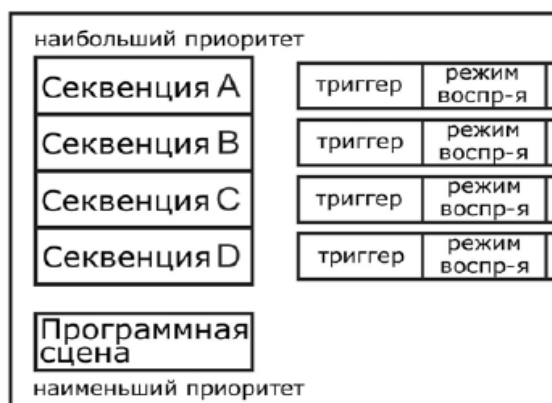 наибольший приоритет
Секвенция A
триггер
режим
воспр-я
Секвенция B
триггер
режим
воспр-я
Секвенция C
триггер
режим
воспр-я
Секвенция D
триггер
режим
воспр-я
Программная
сцена
наименьший приоритет